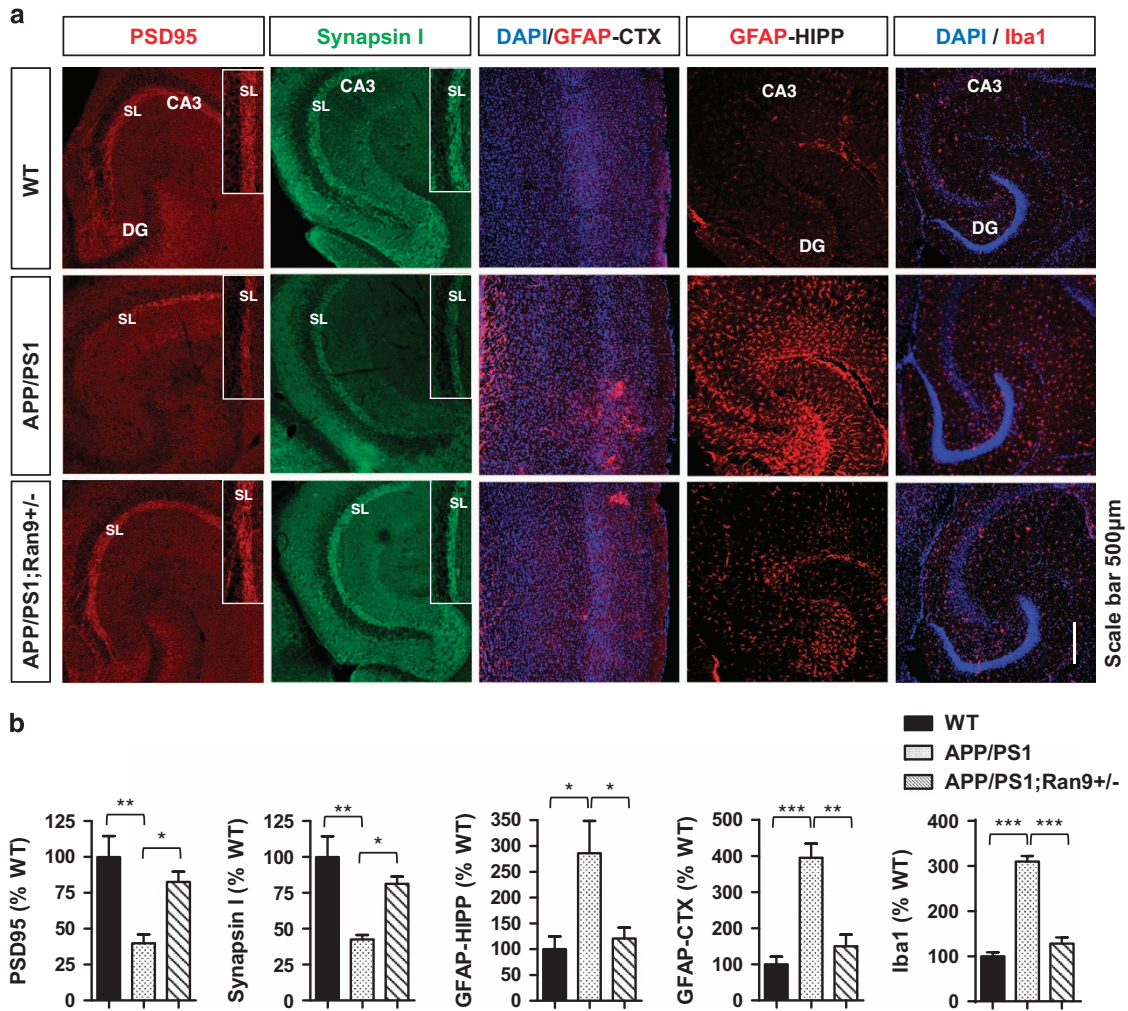 a
PSD95
Synapsin I
DAPI/GFAP-CTX
GFAP-HIPP
DAPI / Iba1
WT
SL
CA3
SL
DG
CA3
SL
SL
CA3
DG
CA3
DG
APP/PS1
SL
SL
SL
SL
APP/PS1;Ran9+/-
SL
SL
SL
SL
Scale bar 500µm
b
WT
APP/PS1
APP/PS1;Ran9+/-
PSD95 (% WT)
125
100
75
50
25
0
**
*
Synapsin I (% WT)
125
100
75
50
25
0
**
*
GFAP-HIPP (% WT)
350
300
250
200
150
100
50
0
*
*
GFAP-CTX (% WT)
500
400
300
200
100
0
***
**
Iba1 (% WT)
400
300
200
100
0
***
***